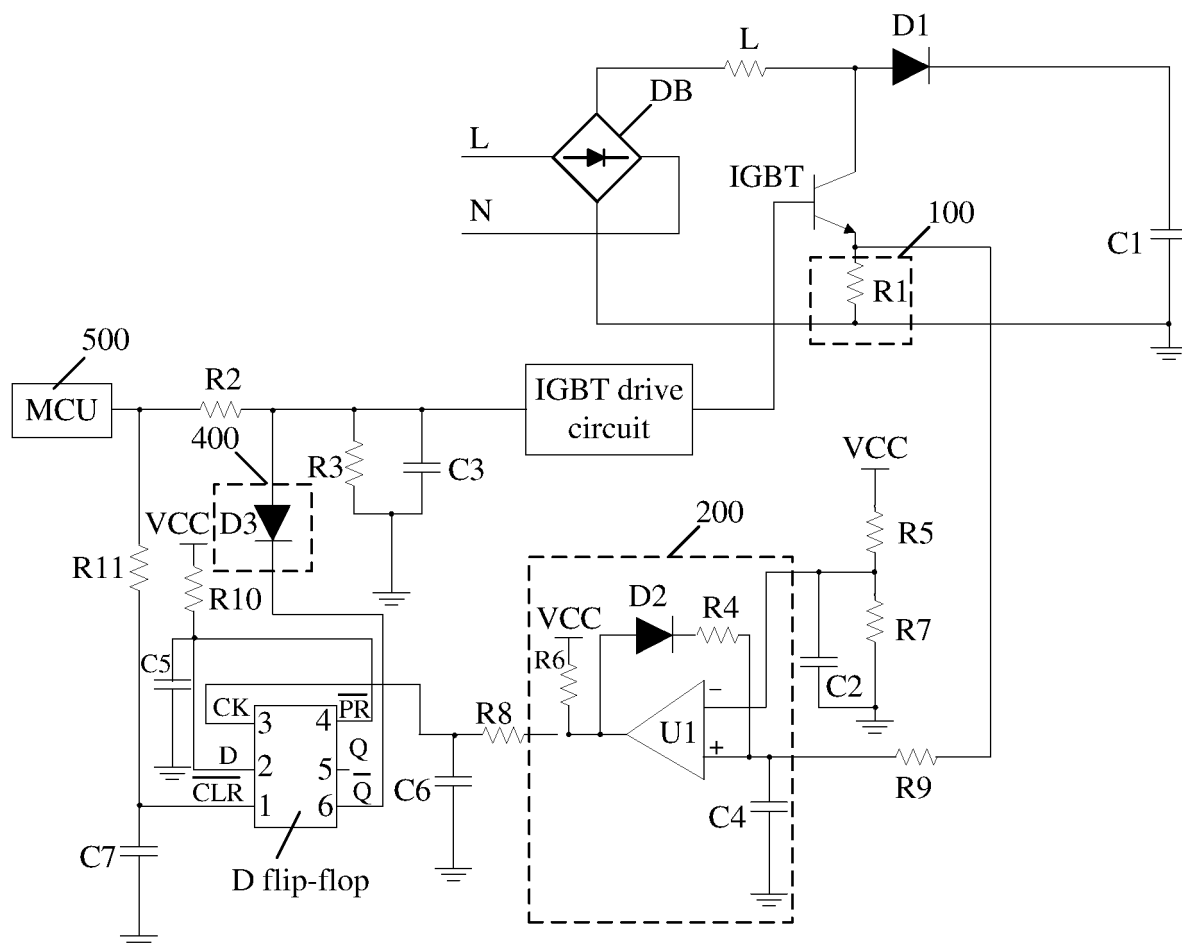 D1
L
DB
L
IGBT
N
100
C1
R1
500
R2
IGBT drive
circuit
MCU
400
R3
C3
VCC
200
VCC
D3
R5
R11
D2
R4
R10
VCC
R7
C5
R6
C2
CK
PR
R8
−
U1
3
4
D
Q
+
2
5
R9
CLR
Q
C6
1
6
C4
C7
D flip-flop